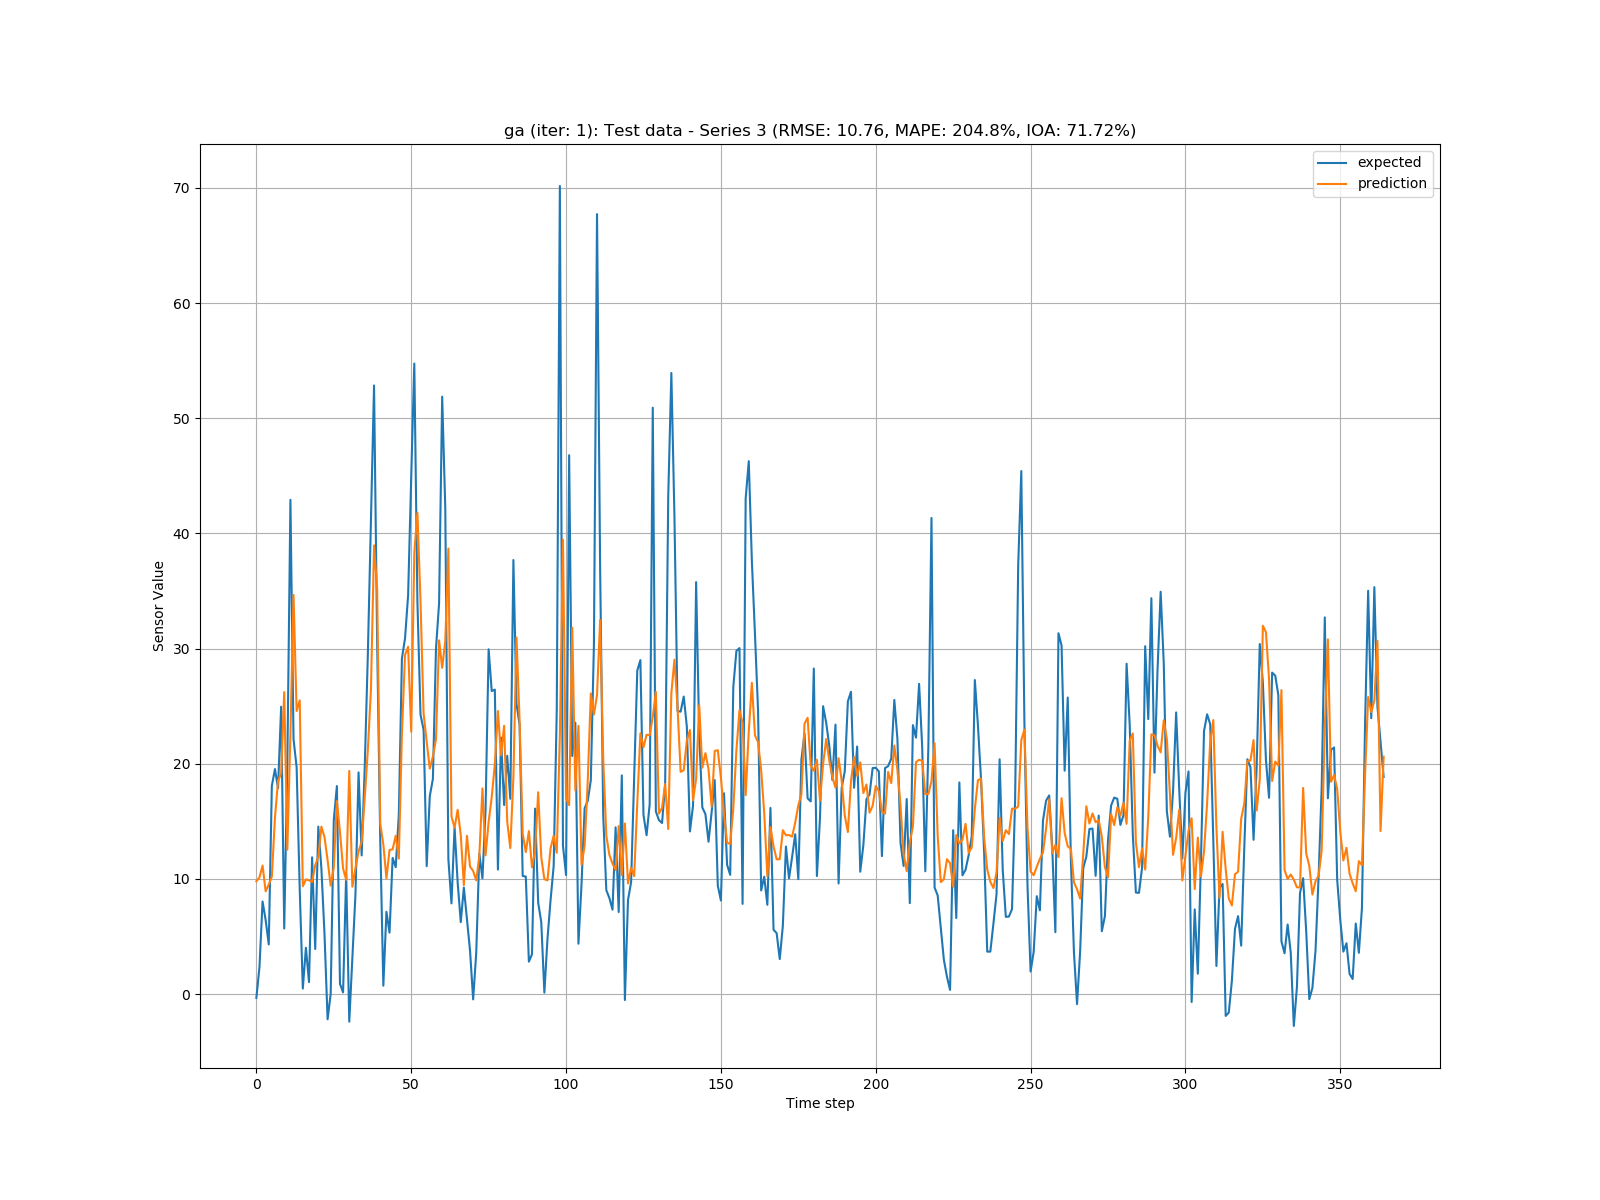 ga (iter: 1): Test data - Series 3 (RMSE: 10.76, MAPE: 204.8%, IOA: 71.72%)
expected
prediction
70
60
50
40
30
20
10
0
Sensor Value
0 50 100 150 200 250 300 350
Time step